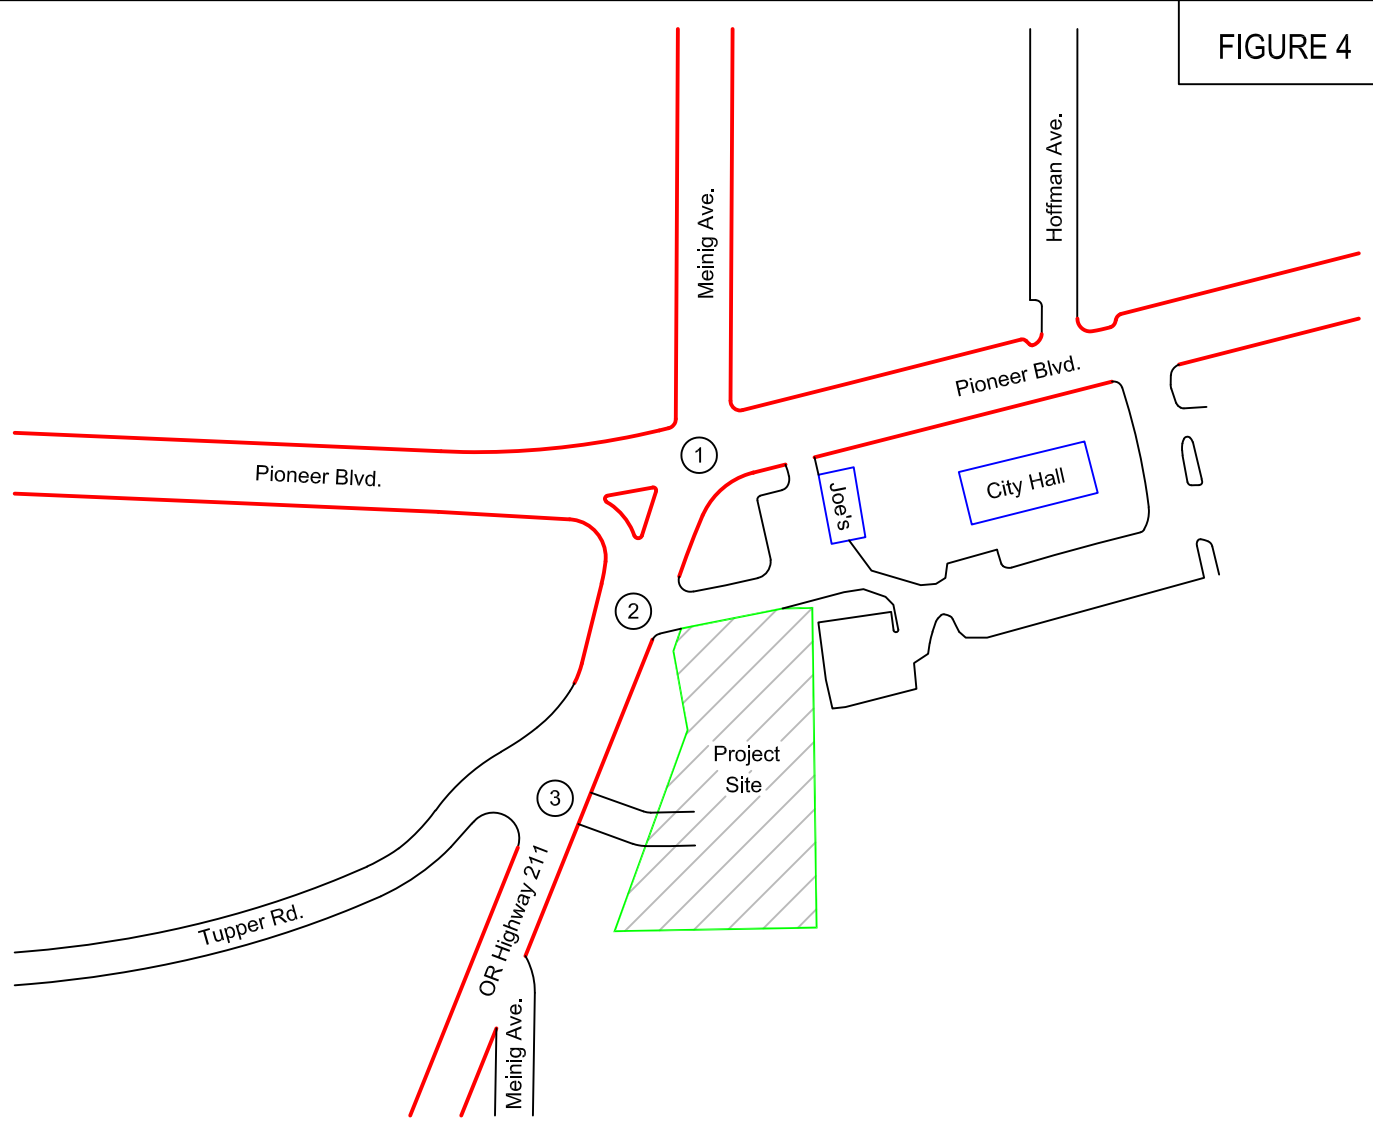 FIGURE 4
Hoffman Ave.
Meinig Ave.
Pioneer Blvd.
1
Pioneer Blvd.
City Hall
Joe's
2
Project
Site
3
OR Highway 211
Tupper Rd.
Meinig Ave.